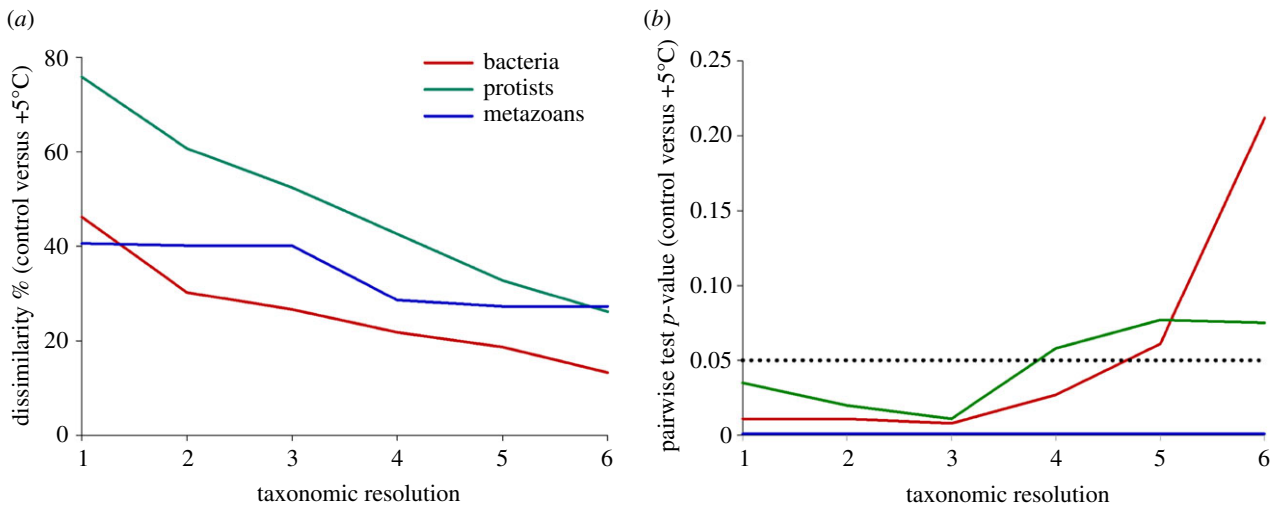 (a)
80
60
40
20
0
1 2 3 4 5 6
dissimilarity % (control versus +5°C)
taxonomic resolution
bacteria
protists
metazoans
(b)
0.25
0.20
0.15
0.10
0.05
0
1 2 3 4 5 6
pairwise test p-value (control versus +5°C)
taxonomic resolution